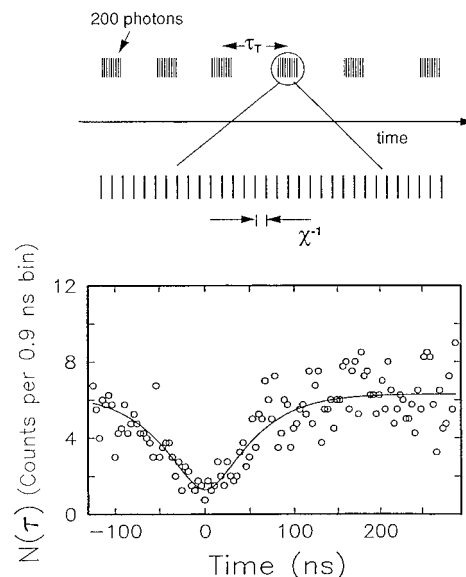 200 photons
τ_T
time
χ⁻¹
N(τ) (Counts per 0.9 ns bin)
12
8
4
0
-100 0 100 200
Time (ns)